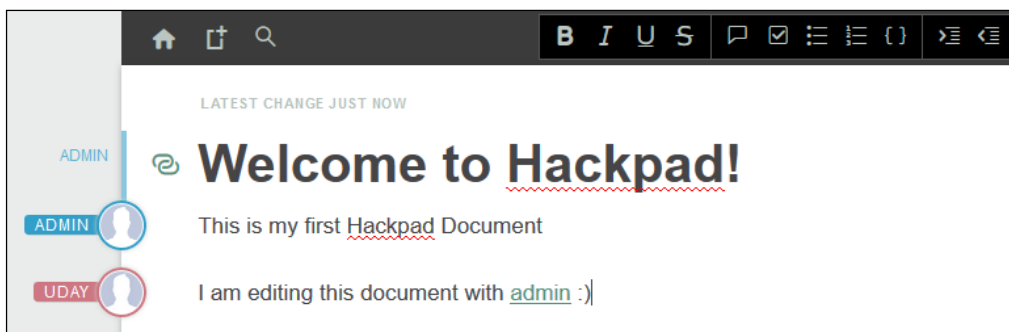 B I U S
LATEST CHANGE JUST NOW
ADMIN
Welcome to Hackpad!
ADMIN
This is my first Hackpad Document
UDAY
I am editing this document with admin :)